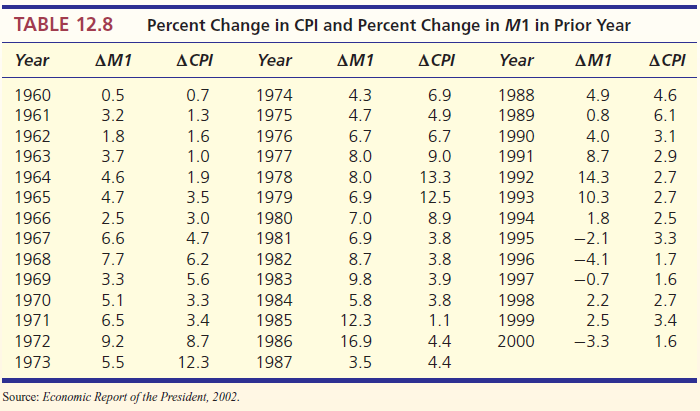 TABLE 12.8 Percent Change in CPI and Percent Change in M1 in Prior Year
Year ΔM1 ΔCPI Year ΔM1 ΔCPI Year ΔM1 ΔCPI
1960 0.5 0.7 1974 4.3 6.9 1988 4.9 4.6
1961 3.2 1.3 1975 4.7 4.9 1989 0.8 6.1
1962 1.8 1.6 1976 6.7 6.7 1990 4.0 3.1
1963 3.7 1.0 1977 8.0 9.0 1991 8.7 2.9
1964 4.6 1.9 1978 8.0 13.3 1992 14.3 2.7
1965 4.7 3.5 1979 6.9 12.5 1993 10.3 2.7
1966 2.5 3.0 1980 7.0 8.9 1994 1.8 2.5
1967 6.6 4.7 1981 6.9 3.8 1995 −2.1 3.3
1968 7.7 6.2 1982 8.7 3.8 1996 −4.1 1.7
1969 3.3 5.6 1983 9.8 3.9 1997 −0.7 1.6
1970 5.1 3.3 1984 5.8 3.8 1998 2.2 2.7
1971 6.5 3.4 1985 12.3 1.1 1999 2.5 3.4
1972 9.2 8.7 1986 16.9 4.4 2000 −3.3 1.6
1973 5.5 12.3 1987 3.5 4.4
Source: Economic Report of the President, 2002.